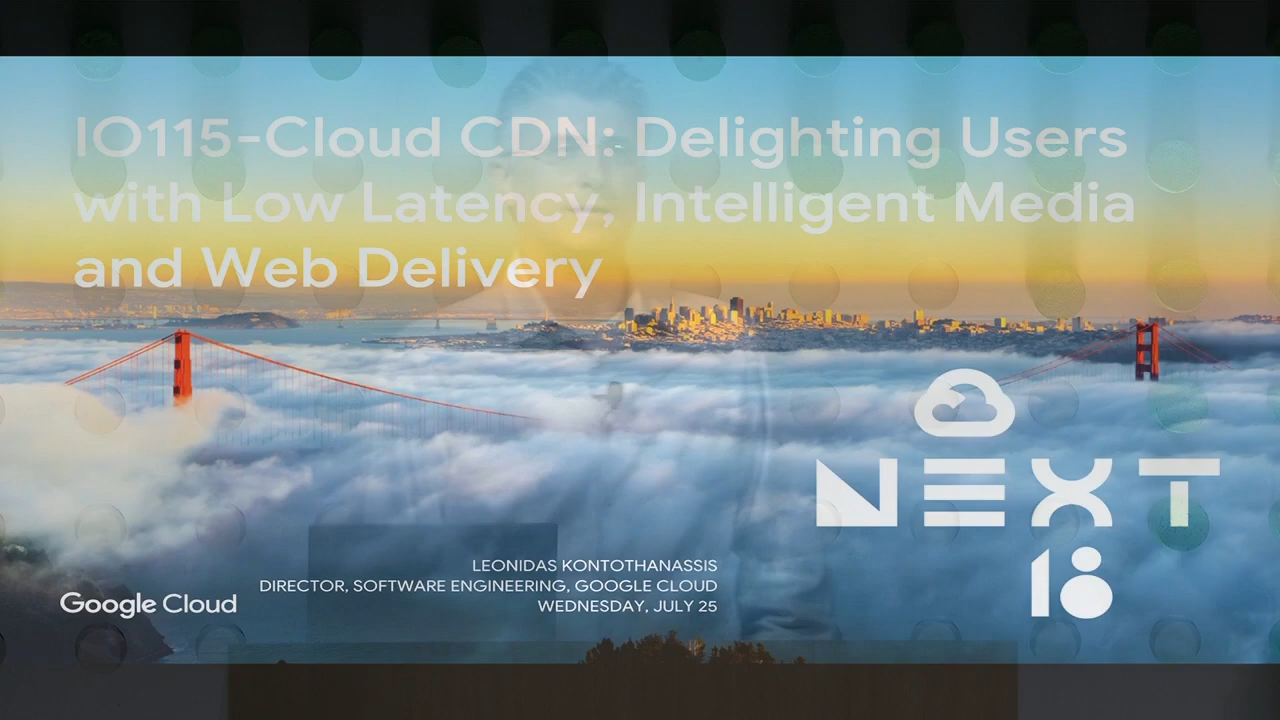 IO115-Cloud CDN: Delighting Users
with Low Latency, Intelligent Media
and Web Delivery
NEXT
18
LEONIDAS KONTOTHANASSIS
DIRECTOR, SOFTWARE ENGINEERING, GOOGLE CLOUD
WEDNESDAY, JULY 25
Google Cloud